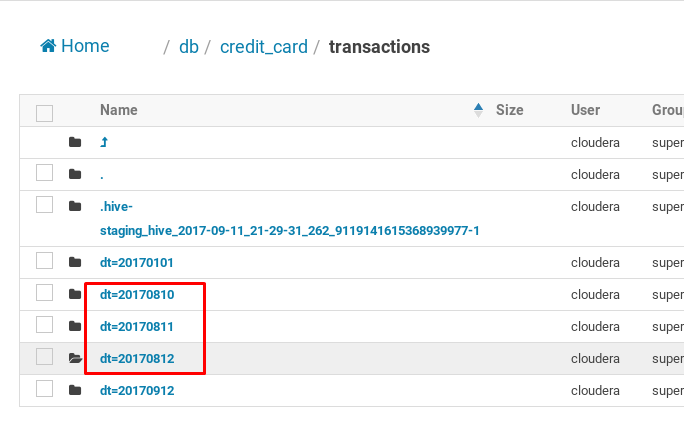 Home / db / credit_card / transactions
Name Size User Grou
cloudera super
. cloudera super
.hive-
staging_hive_2017-09-11_21-29-31_262_9119141615368939977-1 cloudera super
dt=20170101 cloudera super
dt=20170810 cloudera super
dt=20170811 cloudera super
dt=20170812 cloudera super
dt=20170912 cloudera super